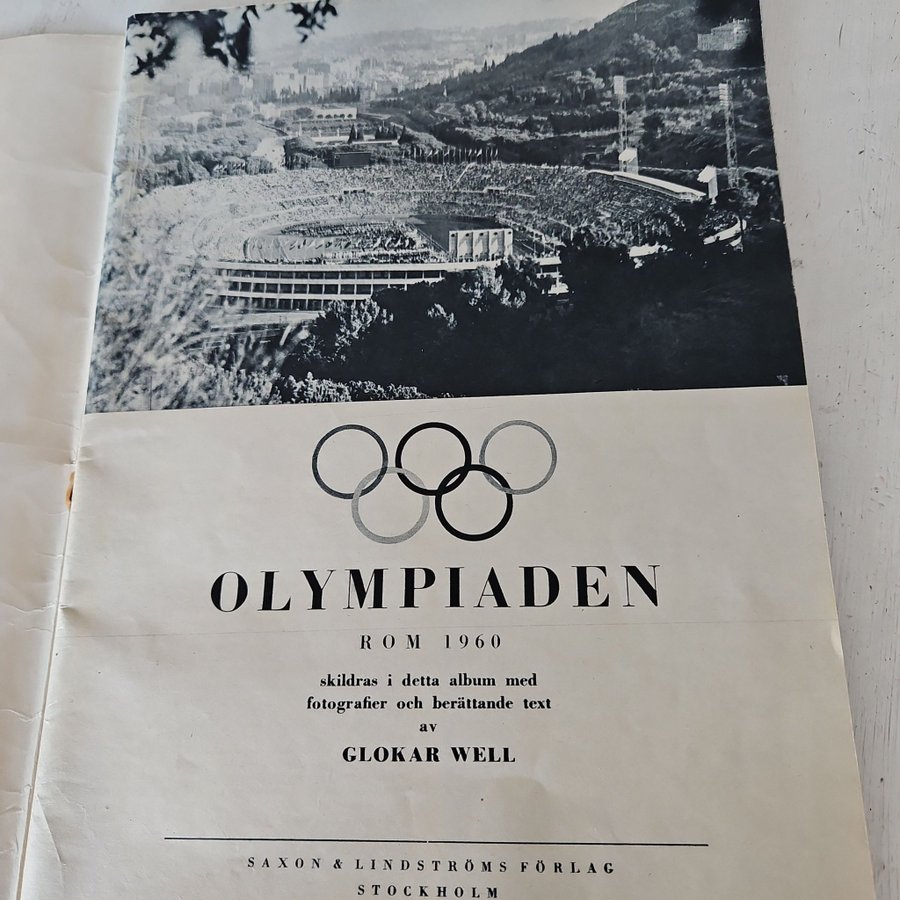 OLYMPIADEN
ROM 1960
skildras i detta album med
fotografier och berättande text
av
GLOKAR WELL
SAXON & LINDSTRÖMS FÖRLAG
STOCKHOLM